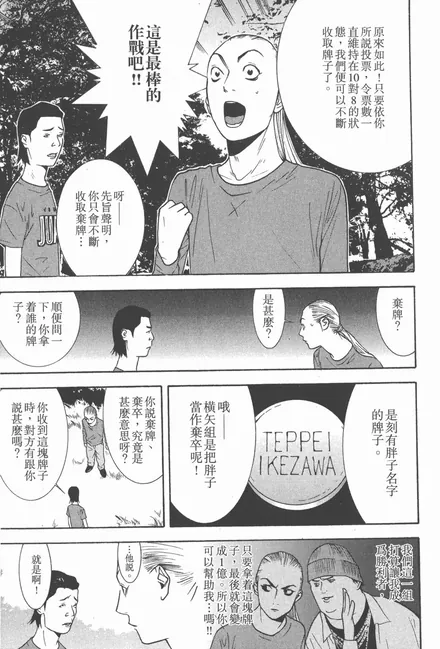 原來如此！只要依你
所說投票，令票數一
直維持在10對8的狀
態，我們便可以不斷
收取牌子了。
這是最棒的
作戰吧!!
呀──
先旨聲明，
你只會不斷
收取棄牌…
棄牌？
是甚麼？
順便問一
下，你拿
着誰的牌
子？
是刻有胖子名字
的牌子。
TEPPEI
IKEZAWA
哦──
橫矢組是把胖子
當作棄卒呢！
你說棄牌、
棄卒，究竟是
甚麼意思呀？
你收到這塊牌子
時，對方有跟你
說甚麼嗎？
我們這一組
打算讓我成
為勝利者，
只要拿着這塊牌
子，最後就會變
成1億。所以你
可以幫助我…嗎!!
…他說。
就是啊！